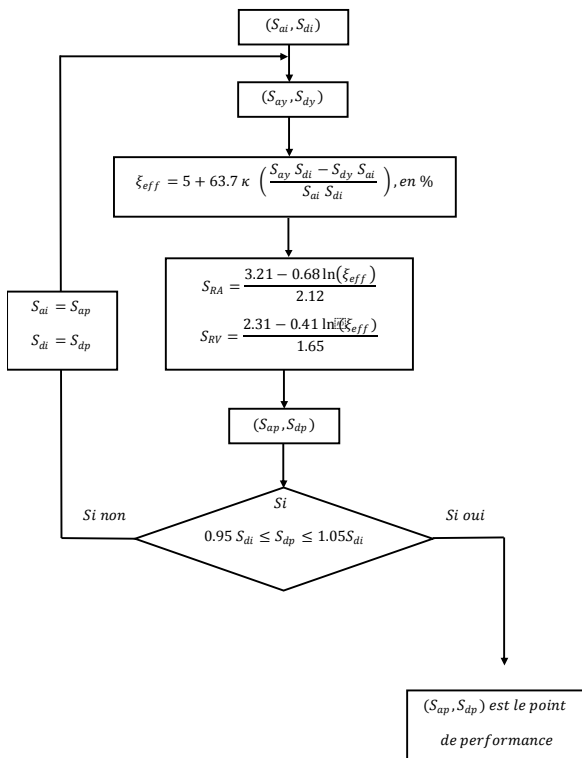 (S_ai, S_di)
(S_ay, S_dy)
ξ_eff = 5 + 63.7 κ ( (S_ay S_di − S_dy S_ai) / (S_ai S_di) ), en %
S_RA = (3.21 − 0.68 ln(ξ_eff)) / 2.12
S_RV = (2.31 − 0.41 ln(ξ_eff)) / 1.65
S_ai = S_ap
S_di = S_dp
(S_ap, S_dp)
Si non
Si
Si oui
0.95 S_di ≤ S_dp ≤ 1.05S_di
(S_ap, S_dp) est le point
de performance